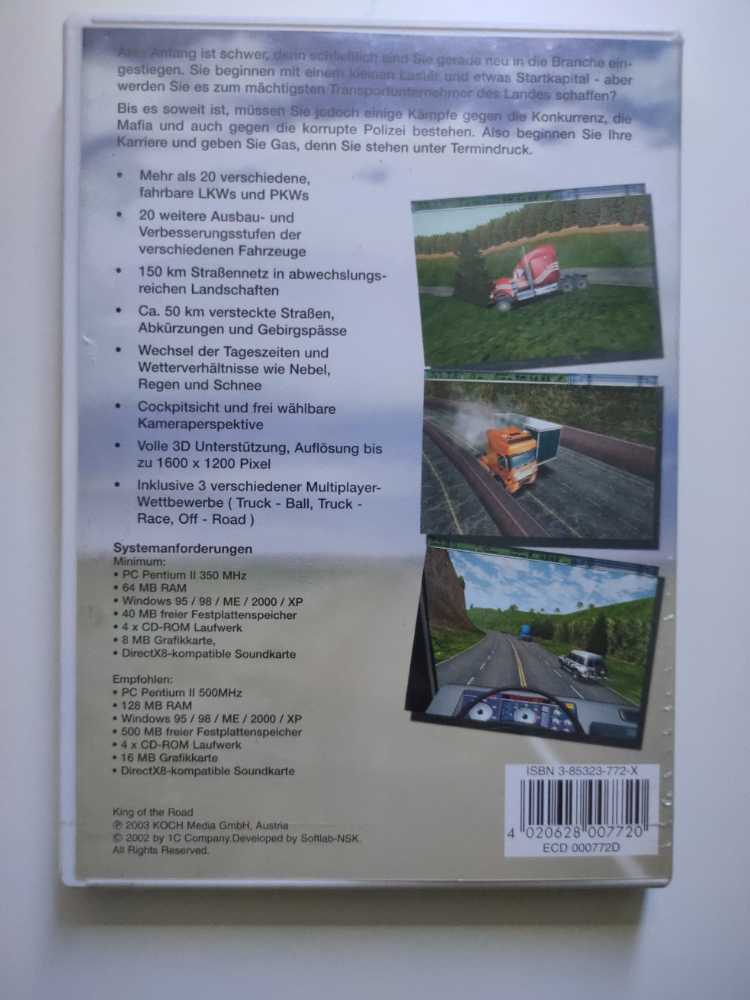 Aller Anfang ist schwer, denn schließlich sind Sie gerade neu in die Branche ein-
gestiegen. Sie beginnen mit einem kleinen Laster und etwas Startkapital - aber
werden Sie es zum mächtigsten Transportunternehmer des Landes schaffen?
Bis es soweit ist, müssen Sie jedoch einige Kämpfe gegen die Konkurrenz, die
Mafia und auch gegen die korrupte Polizei bestehen. Also beginnen Sie Ihre
Karriere und geben Sie Gas, denn Sie stehen unter Termindruck.
• Mehr als 20 verschiedene,
fahrbare LKWs und PKWs
• 20 weitere Ausbau- und
Verbesserungsstufen der
verschiedenen Fahrzeuge
• 150 km Straßennetz in abwechslungs-
reichen Landschaften
• Ca. 50 km versteckte Straßen,
Abkürzungen und Gebirgspässe
• Wechsel der Tageszeiten und
Wetterverhältnisse wie Nebel,
Regen und Schnee
• Cockpitsicht und frei wählbare
Kameraperspektive
• Volle 3D Unterstützung, Auflösung bis
zu 1600 x 1200 Pixel
• Inklusive 3 verschiedener Multiplayer-
Wettbewerbe ( Truck - Ball, Truck -
Race, Off - Road )
Systemanforderungen
Minimum:
• PC Pentium II 350 MHz
• 64 MB RAM
• Windows 95 / 98 / ME / 2000 / XP
• 40 MB freier Festplattenspeicher
• 4 x CD-ROM Laufwerk
• 8 MB Grafikkarte,
• DirectX8-kompatible Soundkarte
Empfohlen:
• PC Pentium II 500MHz
• 128 MB RAM
• Windows 95 / 98 / ME / 2000 / XP
• 500 MB freier Festplattenspeicher
• 4 x CD-ROM Laufwerk
• 16 MB Grafikkarte
• DirectX8-kompatible Soundkarte
King of the Road
℗ 2003 KOCH Media GmbH, Austria
© 2002 by 1C Company.Developed by Softlab-NSK.
All Rights Reserved.
ISBN 3-85323-772-X
4 020628 007720
ECD 000772D